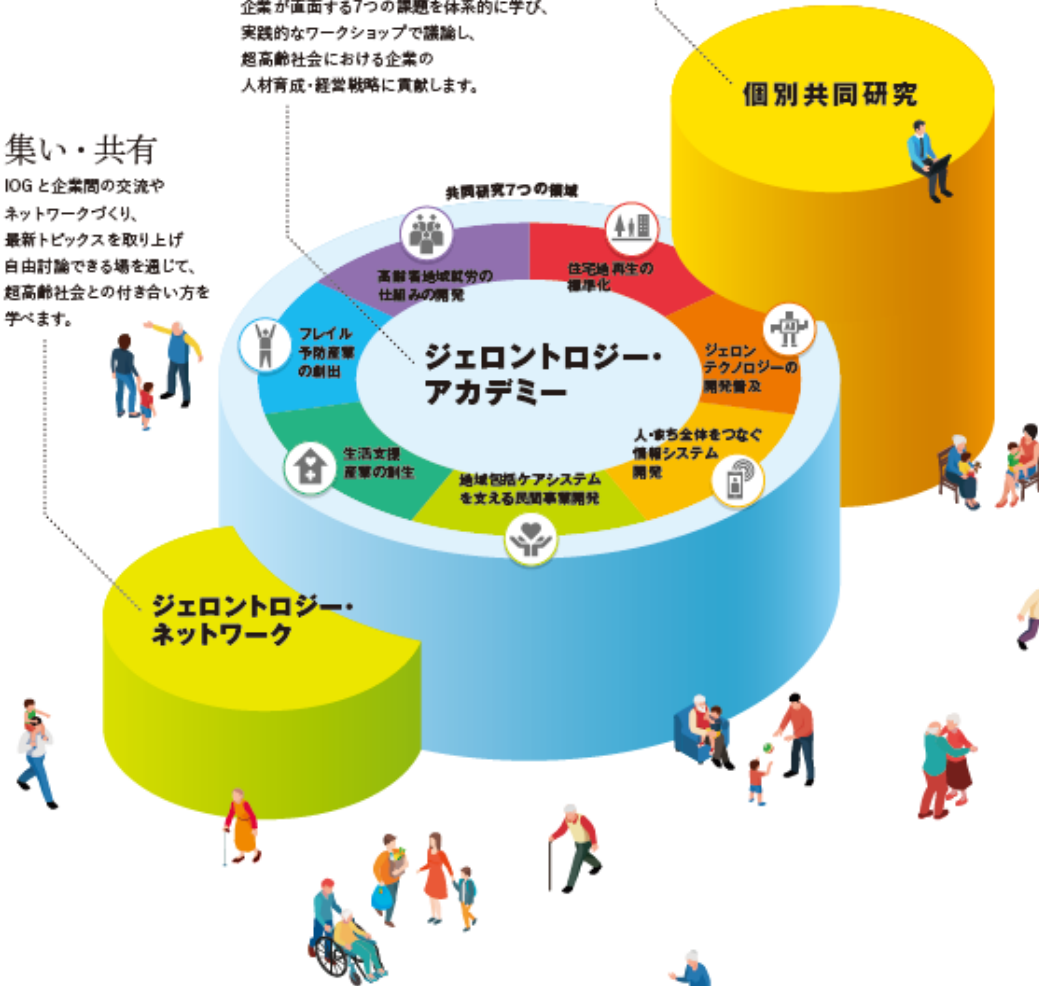 企業が直面する7つの課題を体系的に学び、
実践的なワークショップで議論し、
超高齢社会における企業の
人材育成・経営戦略に貢献します。
個別共同研究
集い・共有
IOGと企業間の交流や
ネットワークづくり、
最新トピックスを取り上げ
自由討論できる場を通じて、
超高齢社会との付き合い方を
学べます。
共同研究7つの領域
高齢者地域就労の
仕組みの開発
住宅地再生の
標準化
フレイル
予防産業
の創出
ジェロントロジー・
アカデミー
ジェロン
テクノロジーの
開発普及
AI
生活支援
産業の創生
人・まち全体をつなぐ
情報システム
開発
地域包括ケアシステム
を支える民間事業開発
ジェロントロジー・
ネットワーク